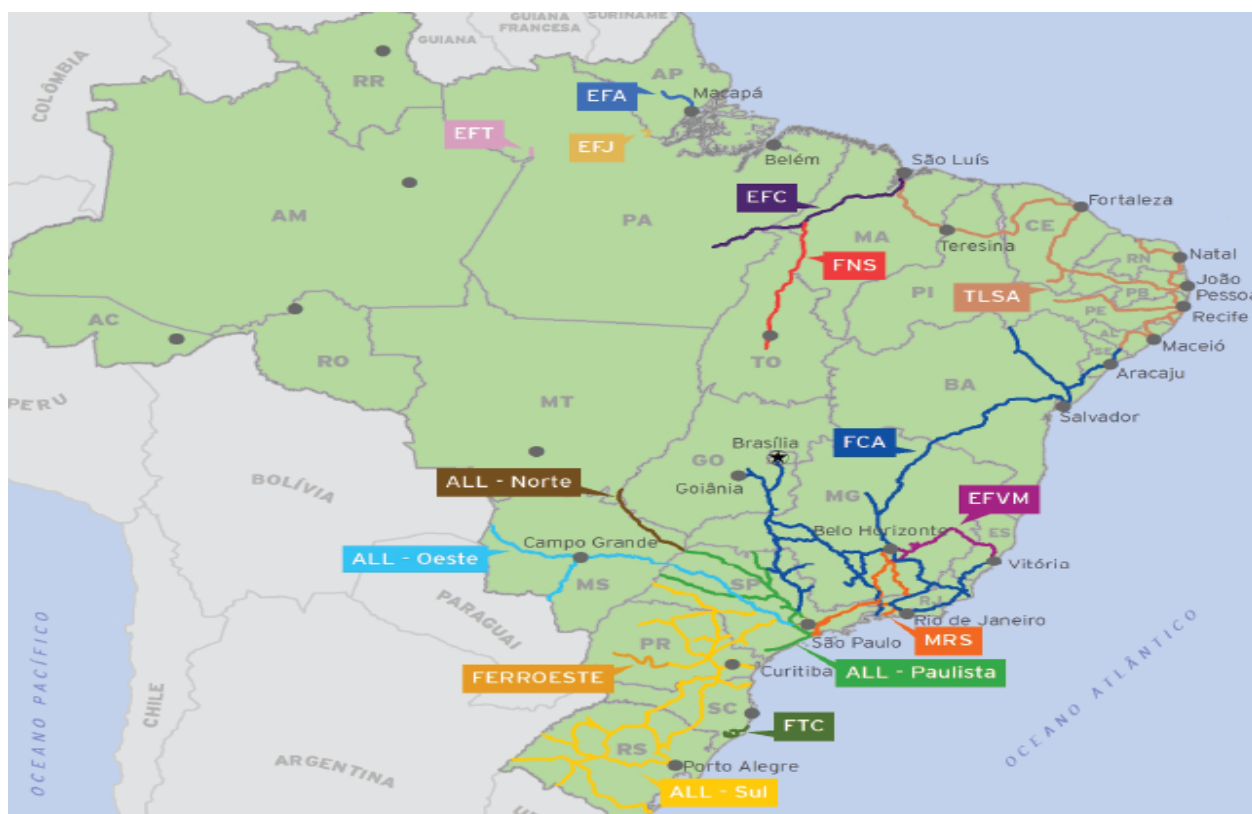 GUIANA
FRANCESA
SURINAME
GUIANA
COLÔMBIA
RR
AP
EFA
Macapá
EFT
EFJ
Belém
São Luís
EFC
Fortaleza
AM
PA
MA
CE
Teresina
RN
Natal
FNS
PI
TLSA
PB
João
Pessoa
PE
Recife
AC
AL
Maceió
SE
RO
TO
Aracaju
PERU
BA
MT
Salvador
Brasília
FCA
GO
ALL - Norte
Goiânia
BOLÍVIA
MG
EFVM
Belo Horizonte
ES
Campo Grande
ALL - Oeste
Vitória
MS
SP
PARAGUAI
RJ
Rio de Janeiro
São Paulo
MRS
PR
Curitiba
ALL - Paulista
FERROESTE
OCEANO PACÍFICO
CHILE
OCEANO ATLÂNTICO
SC
FTC
RS
ARGENTINA
Porto Alegre
ALL - Sul